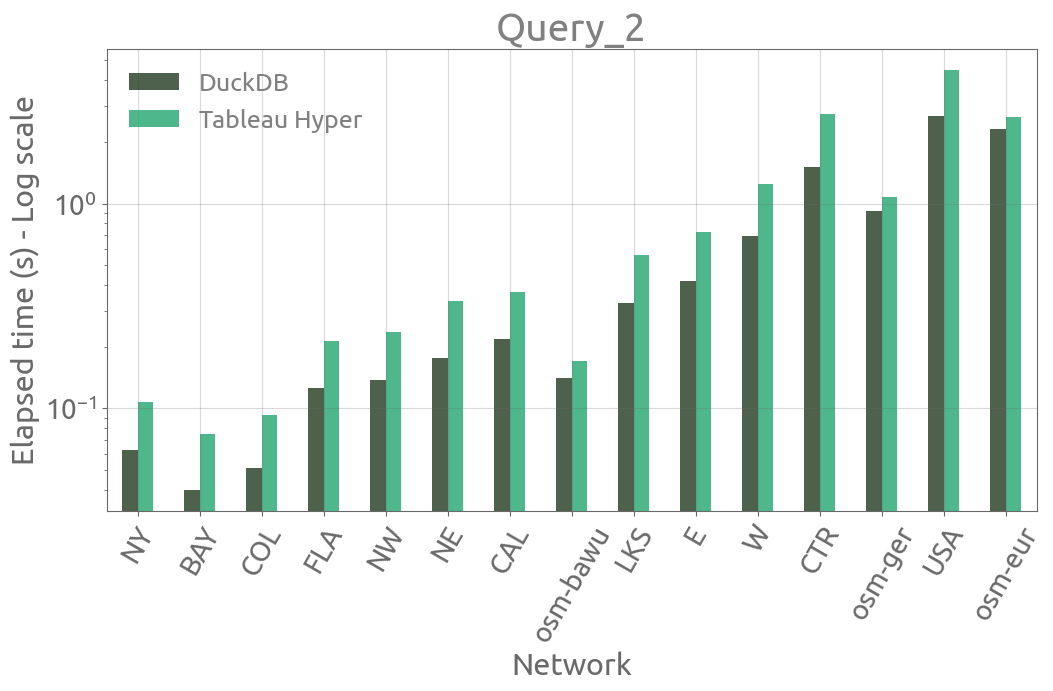 Query_2
DuckDB
Tableau Hyper
Elapsed time (s) - Log scale
10⁰
10⁻¹
NY
BAY
COL
FLA
NW
NE
CAL
osm-bawu
LKS
E
W
CTR
osm-ger
USA
osm-eur
Network